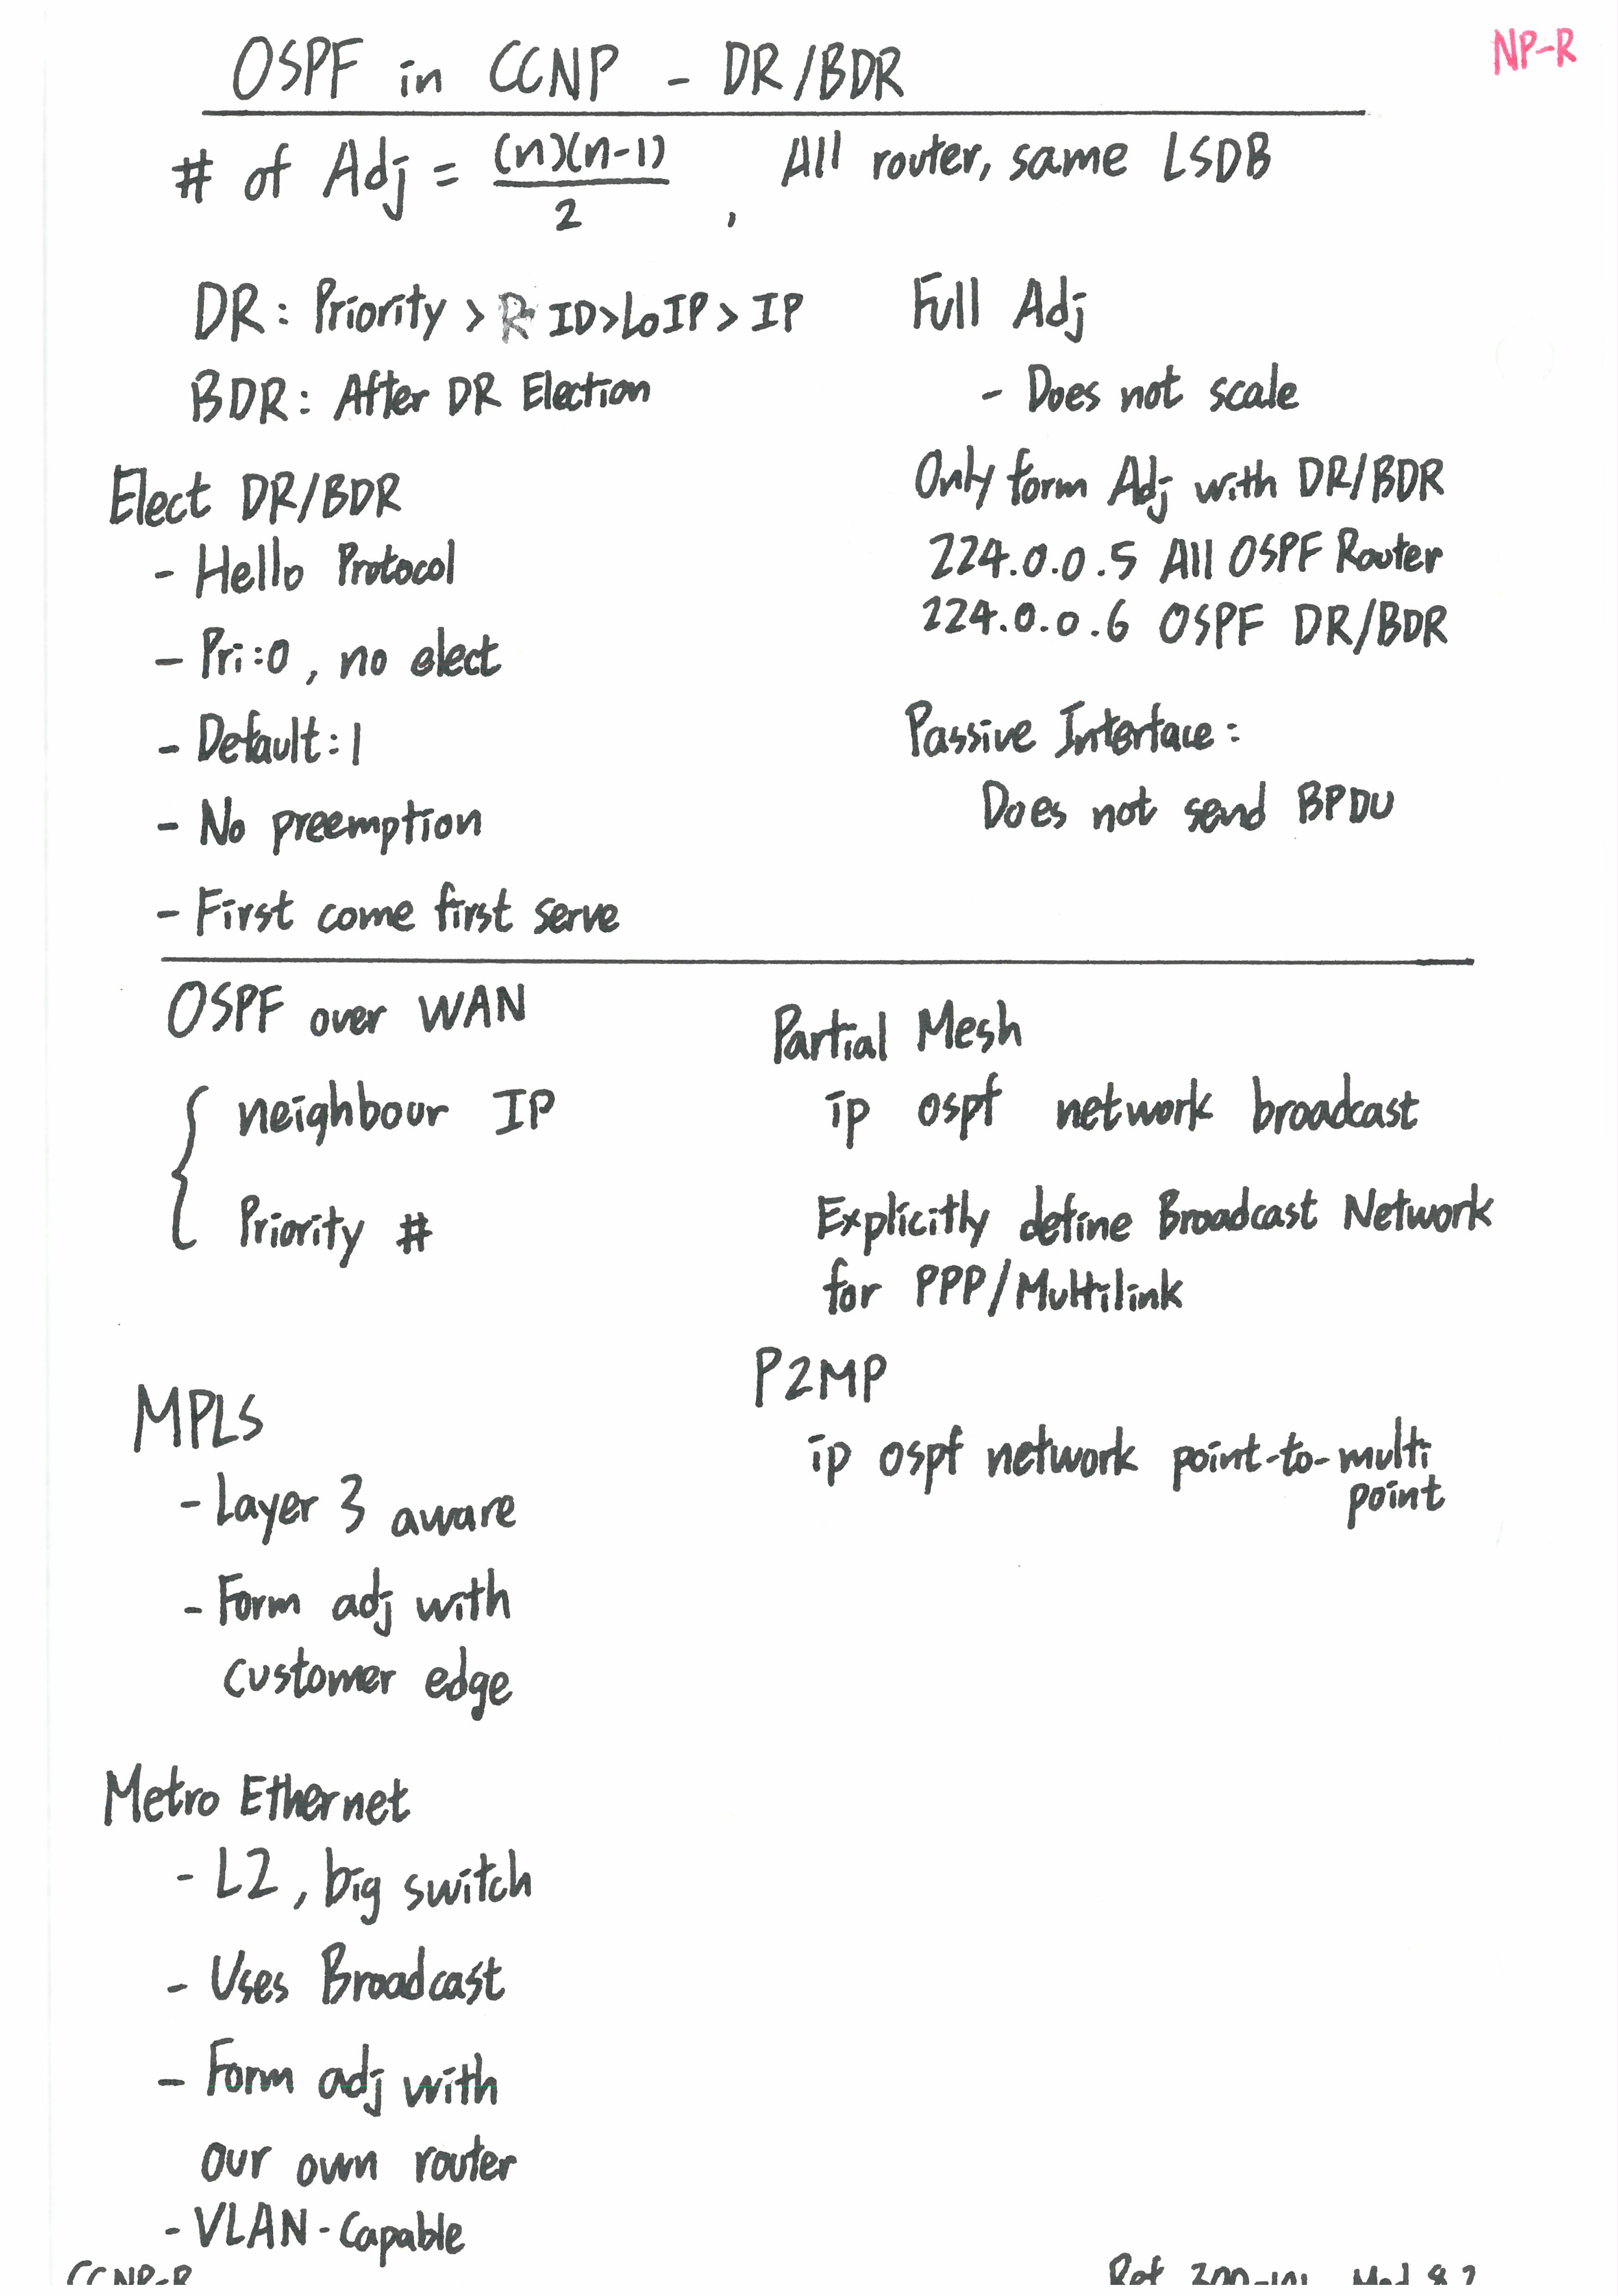 OSPF in CCNP - DR/BDR
NP-R
# of Adj = (n)(n-1)
2
, All router, same LSDB
DR: Priority > R ID > Lo IP > IP
BDR: After DR Election
Full Adj
- Does not scale
Elect DR/BDR
- Hello Protocol
- Pri:0, no elect
- Default:1
- No preemption
- First come first serve
Only form Adj with DR/BDR
224.0.0.5 All OSPF Router
224.0.0.6 OSPF DR/BDR
Passive Interface:
Does not send BPDU
OSPF over WAN
neighbour IP
Priority #
Partial Mesh
ip ospf network broadcast
Explicitly define Broadcast Network
for PPP/Multilink
P2MP
ip ospf network point-to-multi
point
MPLS
- Layer 3 aware
- Form adj with
customer edge
Metro Ethernet
- L2, big switch
- Uses Broadcast
- Form adj with
our own router
- VLAN-Capable
CCNP-R
Ref 300-101 Mod 8.2